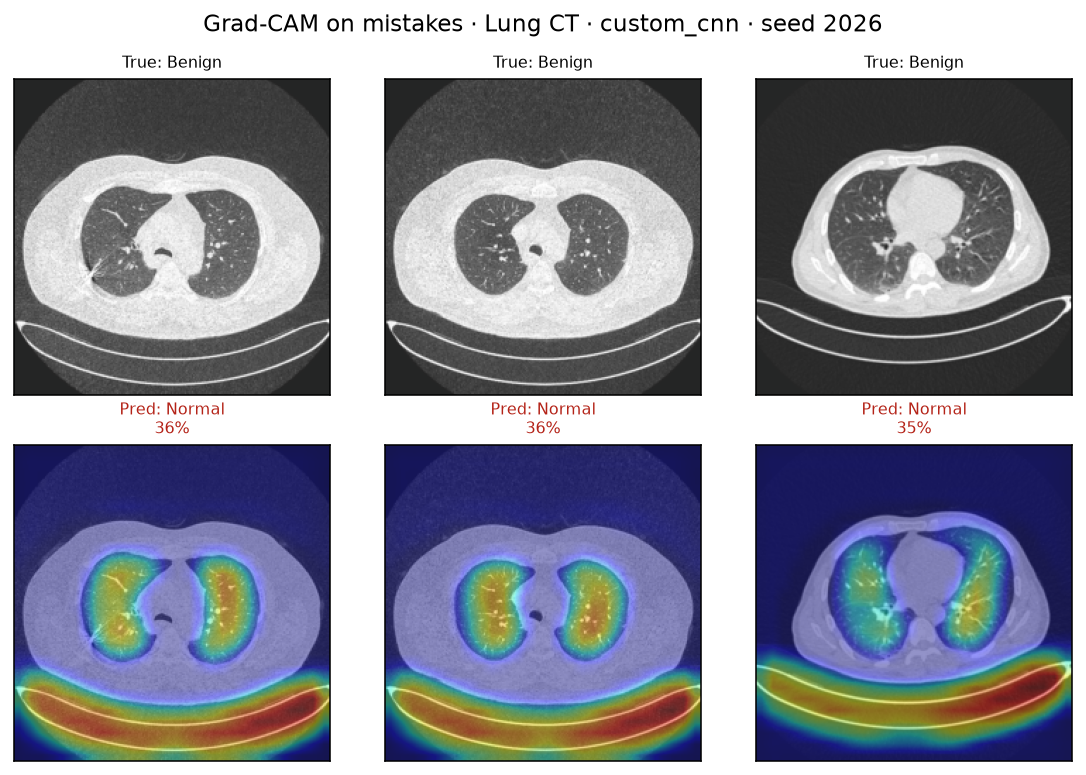 Grad-CAM on mistakes · Lung CT · custom_cnn · seed 2026
True: Benign
True: Benign
True: Benign
Pred: Normal
36%
Pred: Normal
36%
Pred: Normal
35%